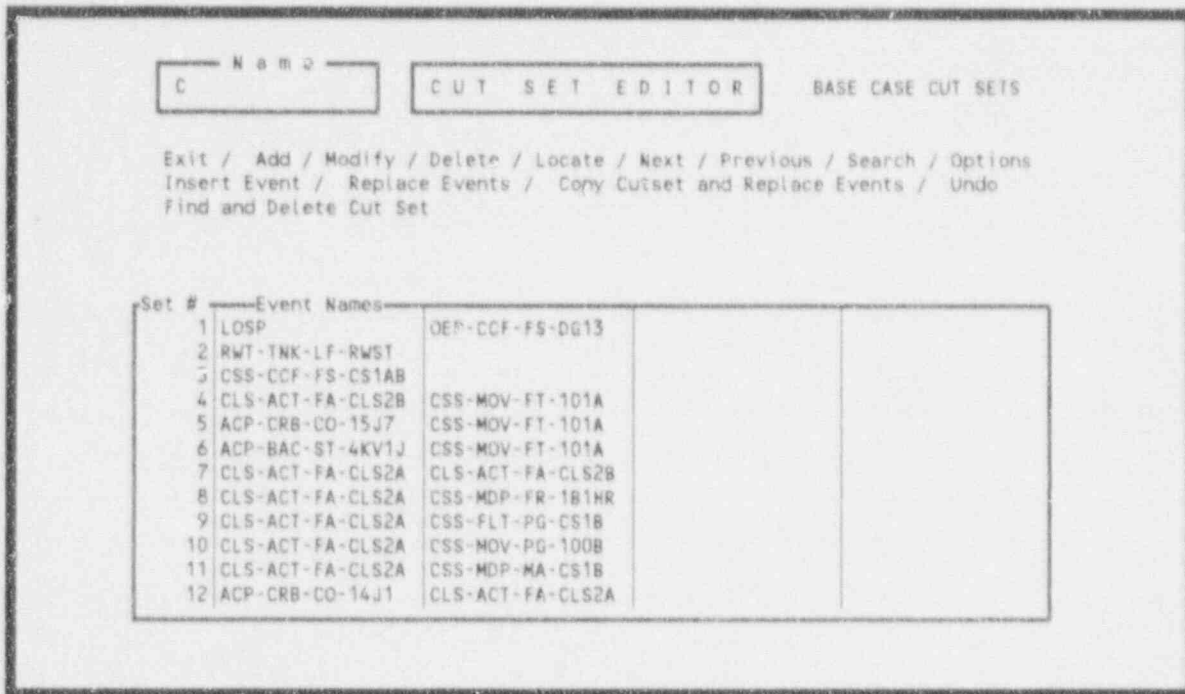 Name
C
CUT SET EDITOR
BASE CASE CUT SETS
Exit / Add / Modify / Delete / Locate / Next / Previous / Search / Options
Insert Event / Replace Events / Copy Cutset and Replace Events / Undo
Find and Delete Cut Set
Set # Event Names
1 LOSP OEP-CCF-FS-DG13
2 RWT-TNK-LF-RWST
3 CSS-CCF-FS-CS1AB
4 CLS-ACT-FA-CLS2B CSS-MOV-FT-101A
5 ACP-CRB-CO-15J7 CSS-MOV-FT-101A
6 ACP-BAC-ST-4KV1J CSS-MOV-FT-101A
7 CLS-ACT-FA-CLS2A CLS-ACT-FA-CLS2B
8 CLS-ACT-FA-CLS2A CSS-MDP-FR-1B1HR
9 CLS-ACT-FA-CLS2A CSS-FLT-PG-CS1B
10 CLS-ACT-FA-CLS2A CSS-MOV-PG-100B
11 CLS-ACT-FA-CLS2A CSS-MDP-MA-CS1B
12 ACP-CRB-CO-14J1 CLS-ACT-FA-CLS2A